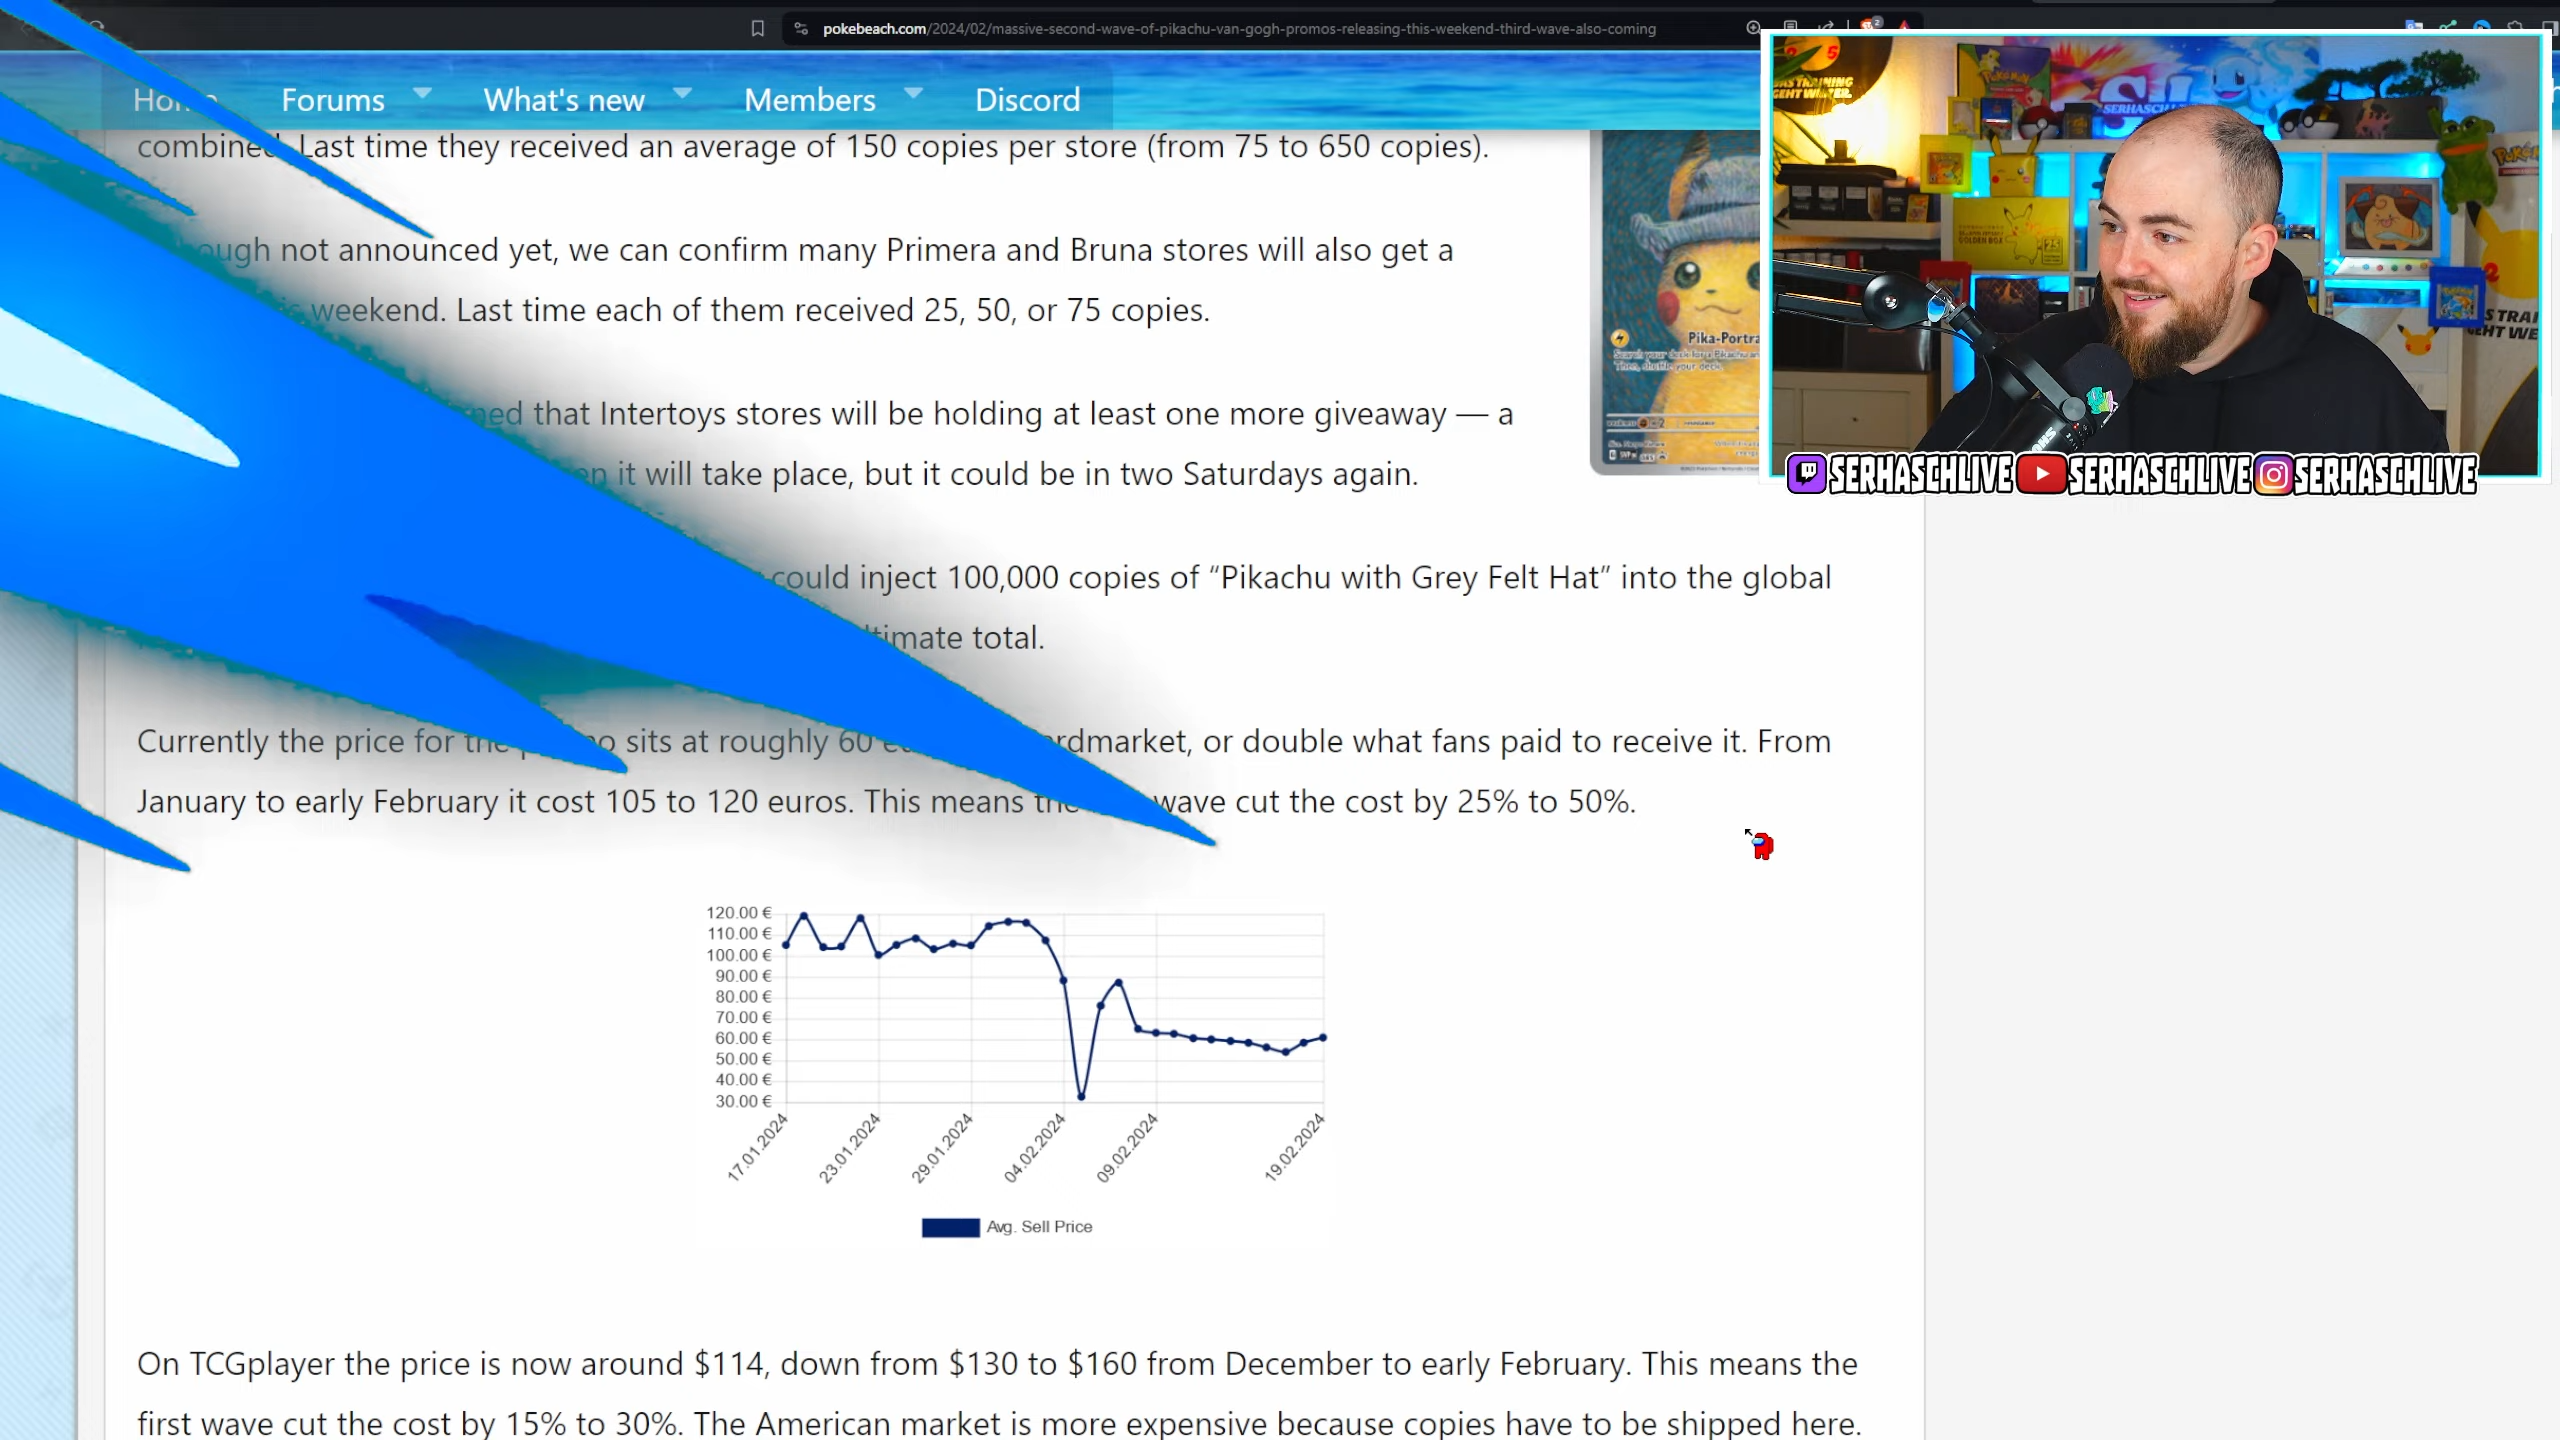 pokebeach.com/2024/02/massive-second-wave-of-pikachu-van-gogh-promos-releasing-this-weekend-third-wave-also-coming
Forums What's new Members Discord
combined. Last time they received an average of 150 copies per store (from 75 to 650 copies).
not announced yet, we can confirm many Primera and Bruna stores will also get a
weekend. Last time each of them received 25, 50, or 75 copies.
that Intertoys stores will be holding at least one more giveaway — a
it will take place, but it could be in two Saturdays again.
could inject 100,000 copies of “Pikachu with Grey Felt Hat” into the global
total.
Currently the price for the sits at roughly 60 or double what fans paid to receive it. From
January to early February it cost 105 to 120 euros. This means wave cut the cost by 25% to 50%.
120.00 €
110.00 €
100.00 €
90.00 €
80.00 €
70.00 €
60.00 €
50.00 €
40.00 €
30.00 €
17.01.2024 23.01.2024 29.01.2024 04.02.2024 09.02.2024 19.02.2024
Avg. Sell Price
On TCGplayer the price is now around $114, down from $130 to $160 from December to early February. This means the
first wave cut the cost by 15% to 30%. The American market is more expensive because copies have to be shipped here.
SERHASCHLIVE SERHASCHLIVE SERHASCHLIVE